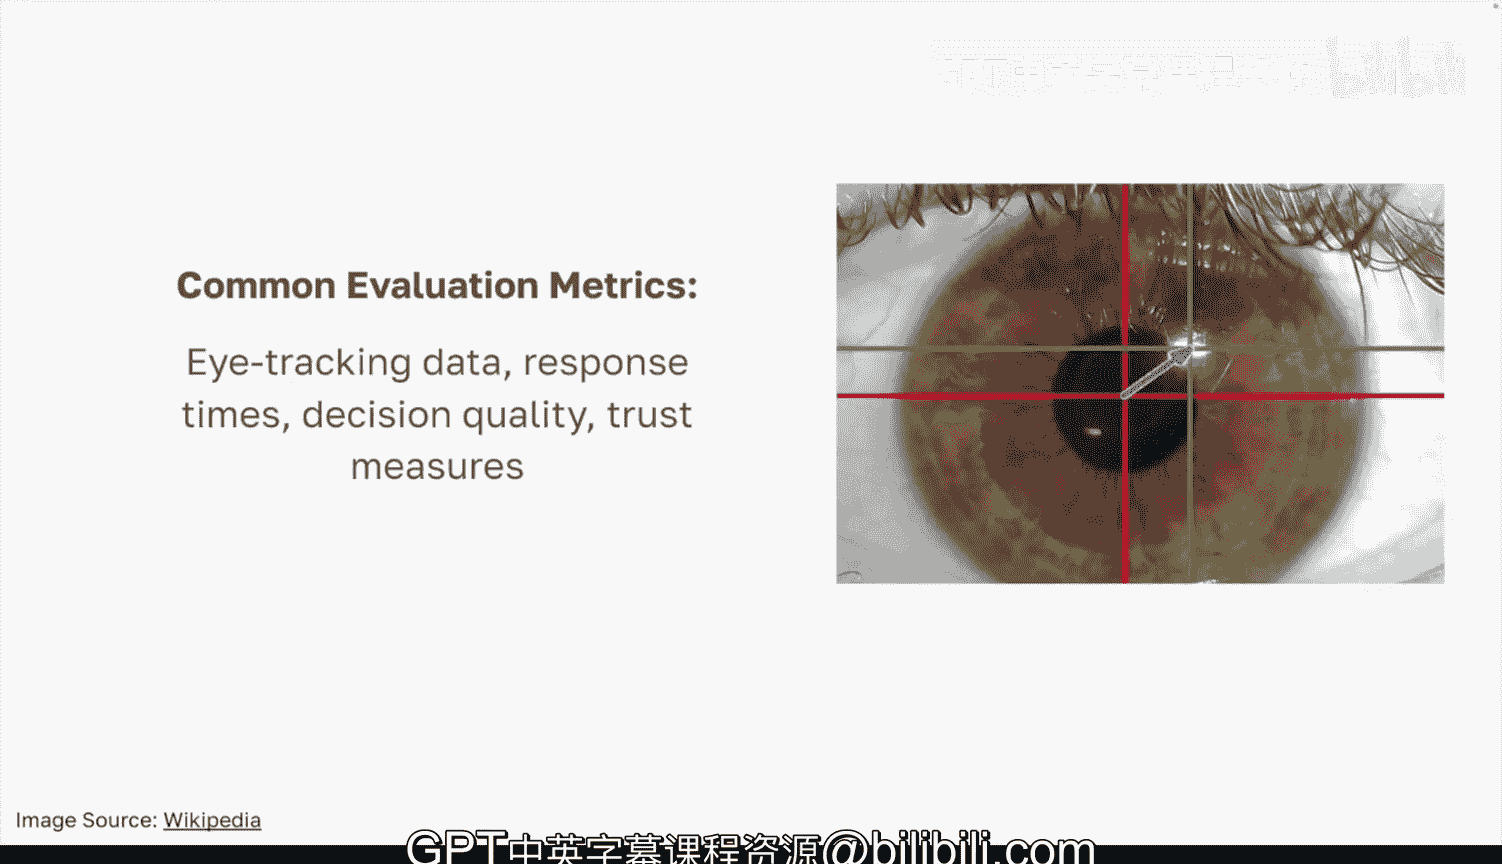 bilibili
Common Evaluation Metrics:
Eye-tracking data, response
times, decision quality, trust
measures
Image Source: Wikipedia
GPT中英字幕课程资源@bilibili.com